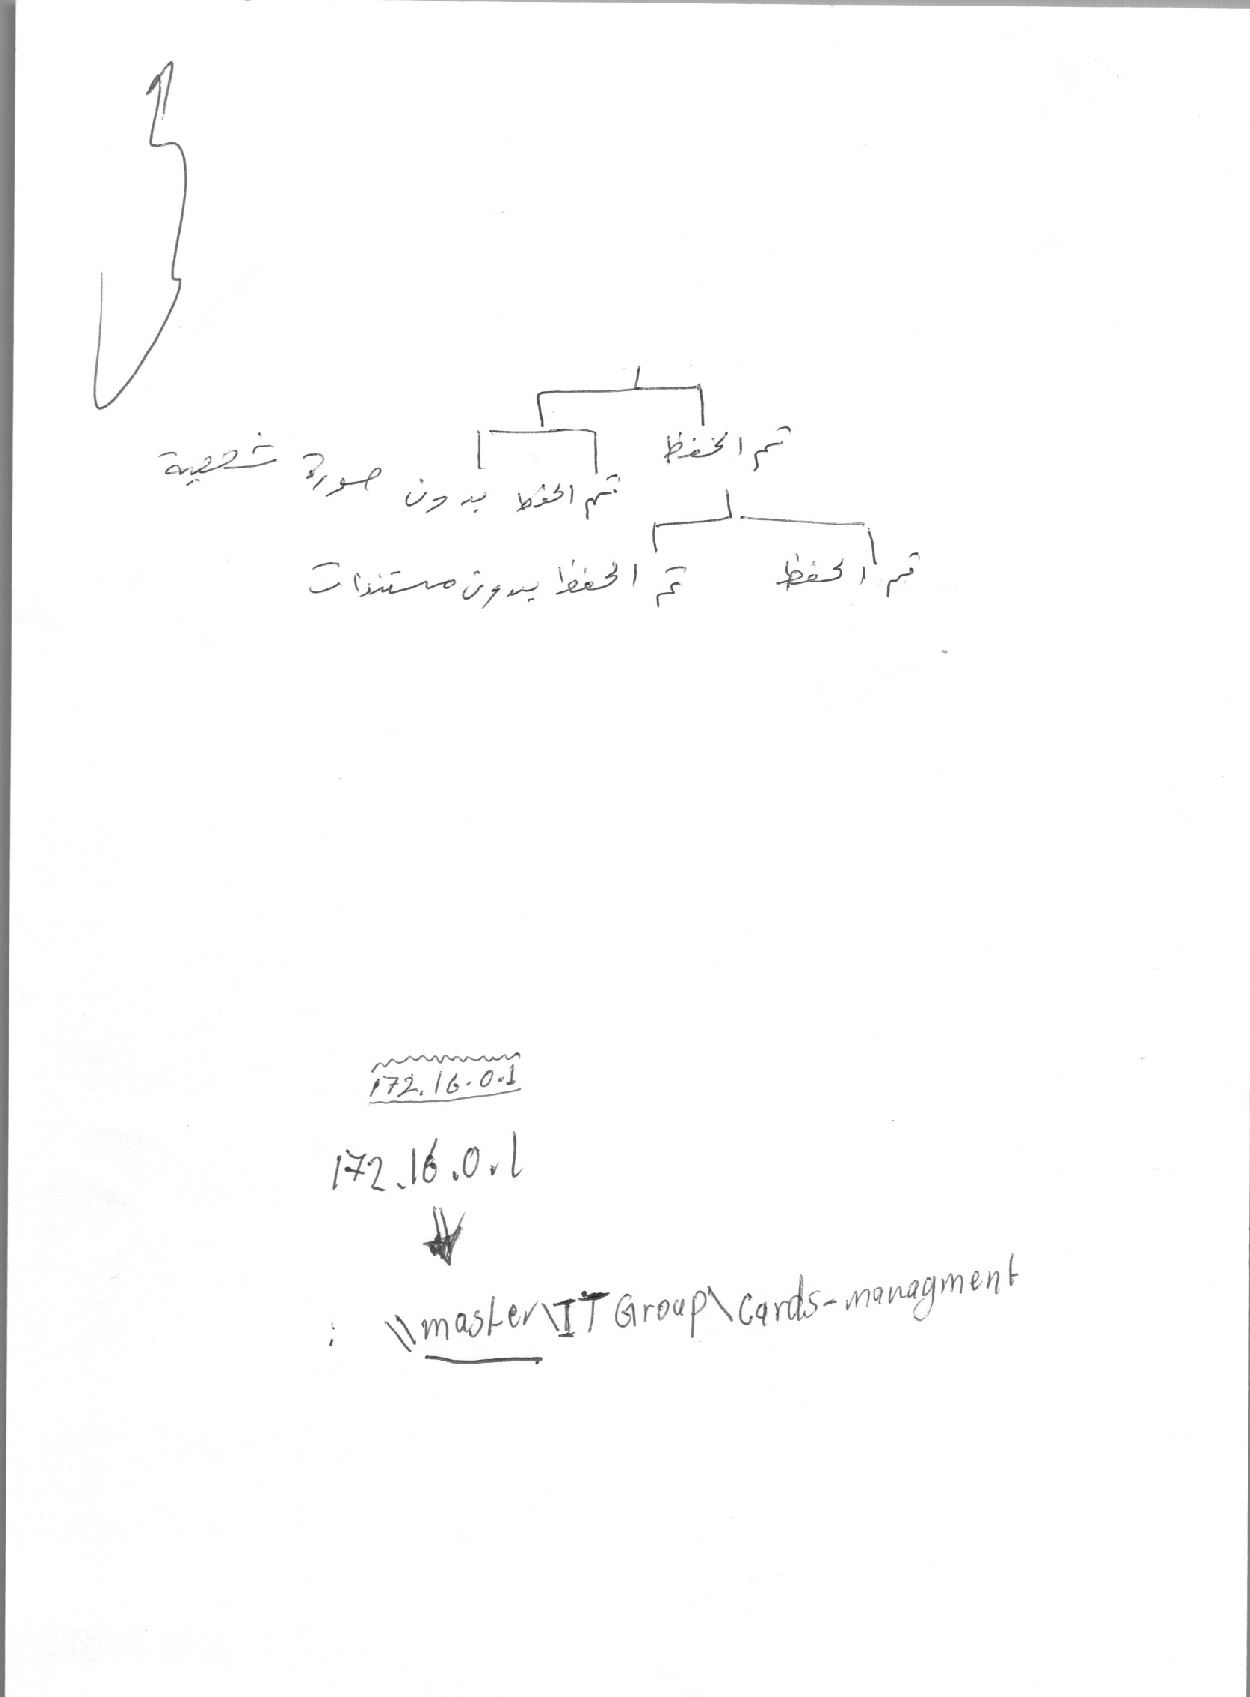 تم الحفظ
تم الحفظ بدون صورة شخصية
تم الحفظ تم الحفظ بدون مستندات
172.16.0.1
172.16.0.1
: \\master\IT Group\cards-managment